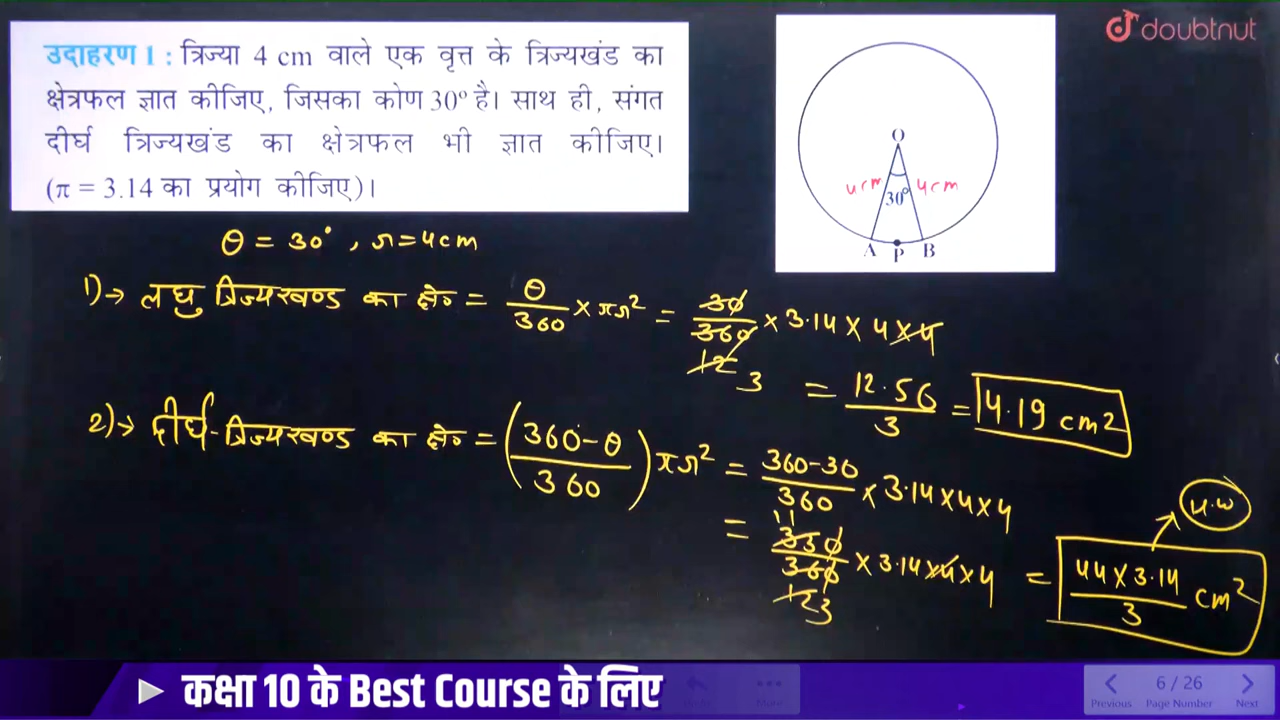 उदाहरण 1 : त्रिज्या 4 cm वाले एक वृत्त के त्रिज्यखंड का
क्षेत्रफल ज्ञात कीजिए, जिसका कोण 30° है। साथ ही, संगत
दीर्घ त्रिज्यखंड का क्षेत्रफल भी ज्ञात कीजिए।
(π = 3.14 का प्रयोग कीजिए)।
doubtnut
O
4cm 30° 4cm
A P B
θ = 30°, r = 4cm
1)→ लघु त्रिज्यखण्ड का क्षे० = θ/360 × πr² = 30/360 × 3.14 × 4 × 4
12 3
= 12.56/3 = 4.19 cm²
2)→ दीर्घ-त्रिज्यखण्ड का क्षे० = (360-θ/360) πr² = 360-30/360 × 3.14×4×4
= 330/360 × 3.14×4×4 = 44×3.14/3 cm²
11
12 3
H.W
कक्षा 10 के Best Course के लिए
6 / 26
Previous Page Number Next